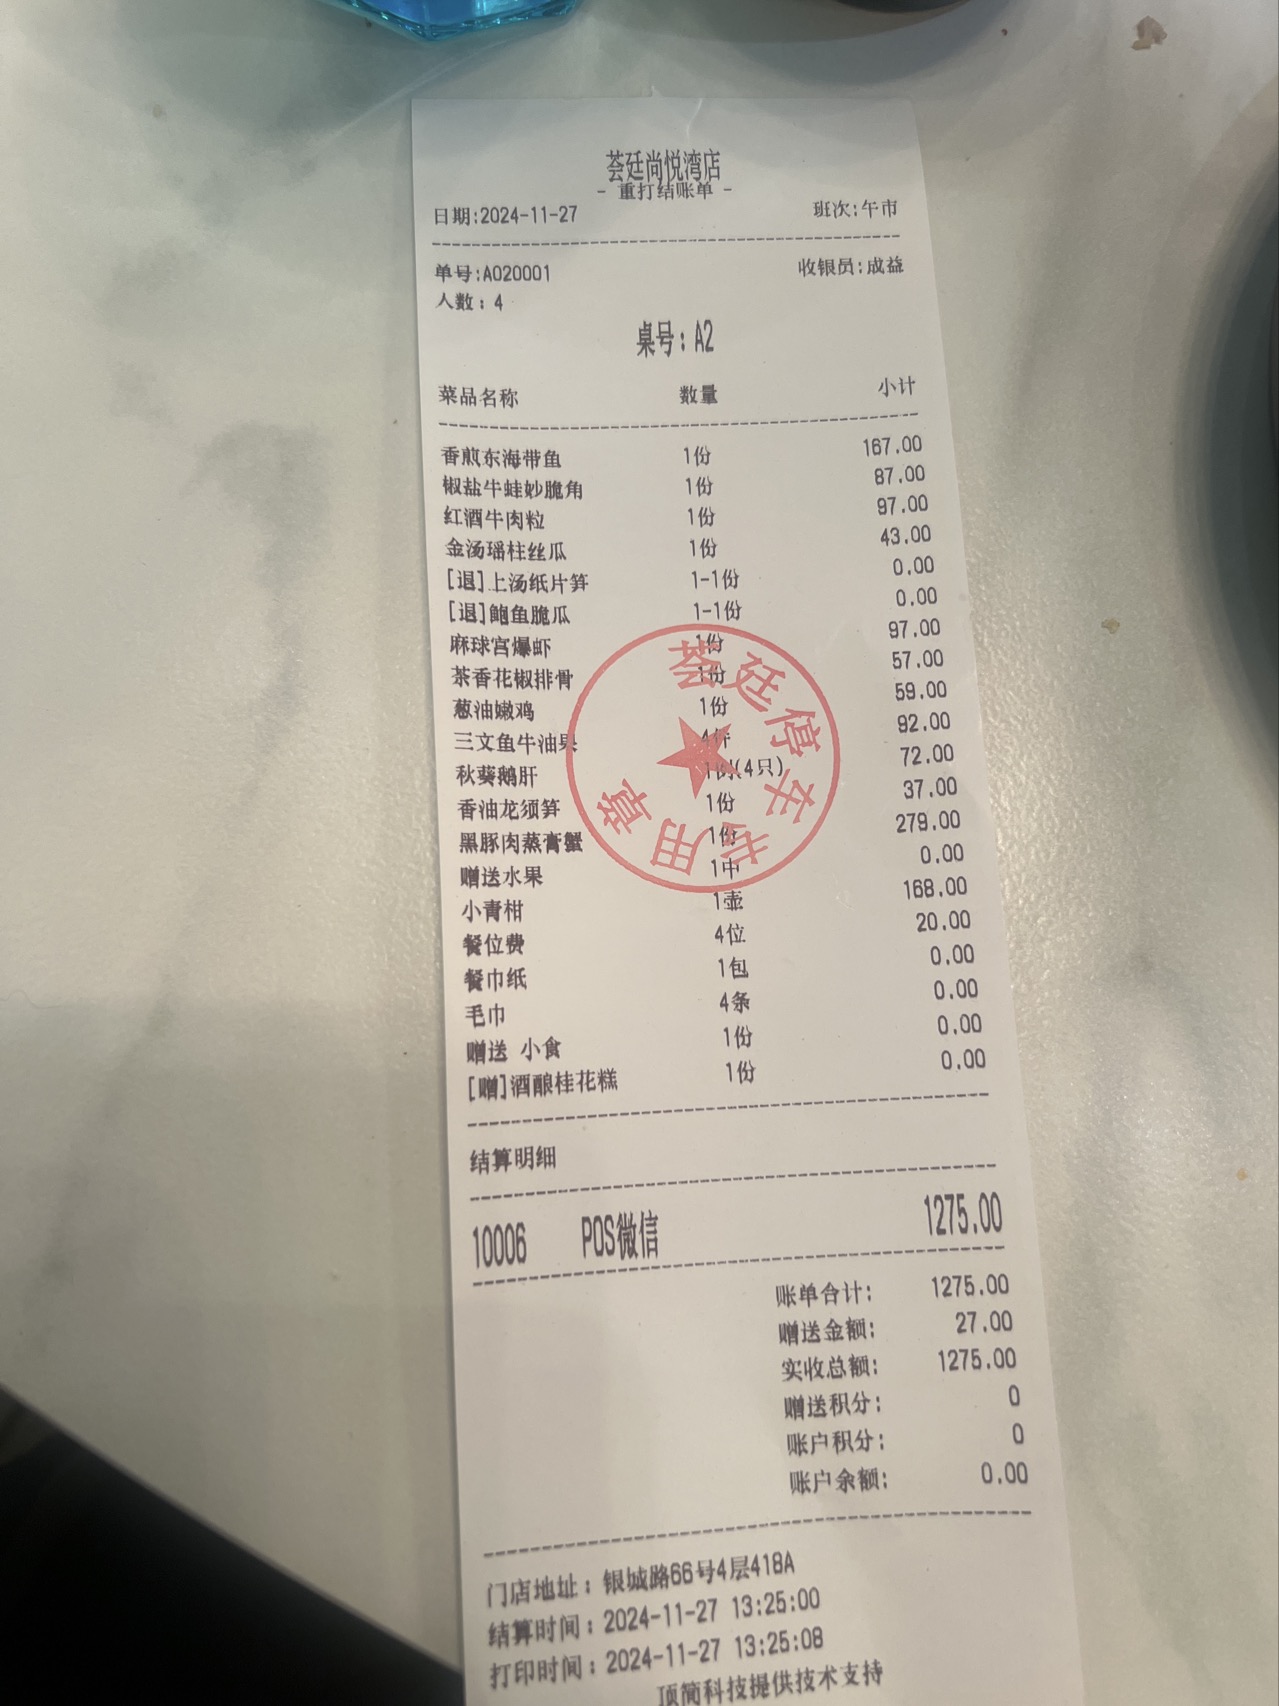 荟廷尚悦湾店
- 重打结账单 -
日期:2024-11-27 班次:午市
单号:A020001 收银员:成益
人数: 4
桌号: A2
菜品名称 数量 小计
香煎东海带鱼 1份 167.00
椒盐牛蛙妙脆角 1份 87.00
红酒牛肉粒 1份 97.00
金汤瑶柱丝瓜 1份 43.00
[退]上汤纸片笋 1-1份 0.00
[退]鲍鱼脆瓜 1-1份 0.00
麻球宫爆虾 1份 97.00
茶香花椒排骨 1份 57.00
葱油嫩鸡 1份 59.00
三文鱼牛油果 4件 92.00
秋葵鹅肝 1例(4只) 72.00
香油龙须笋 1份 37.00
黑豚肉蒸膏蟹 1份 279.00
赠送水果 1中 0.00
小青柑 1壶 168.00
餐位费 4位 20.00
餐巾纸 1包 0.00
毛巾 4条 0.00
赠送 小食 1份 0.00
[赠]酒酿桂花糕 1份 0.00
荟廷停车专用章
结算明细
10006 POS微信 1275.00
账单合计: 1275.00
赠送金额: 27.00
实收总额: 1275.00
赠送积分: 0
账户积分: 0
账户余额: 0.00
门店地址: 银城路66号4层418A
结算时间: 2024-11-27 13:25:00
打印时间: 2024-11-27 13:25:08
顶简科技提供技术支持